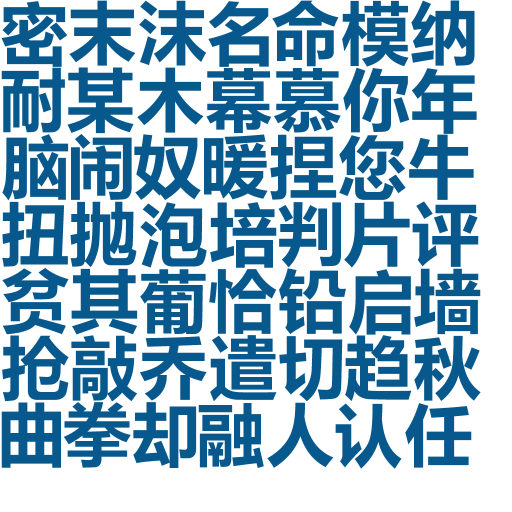 密末沫名命模纳
耐某木幕慕你年
脑闹奴暖捏您牛
扭抛泡培判片评
贫其葡恰铅启墙
抢敲乔遣切趋秋
曲拳却融人认任